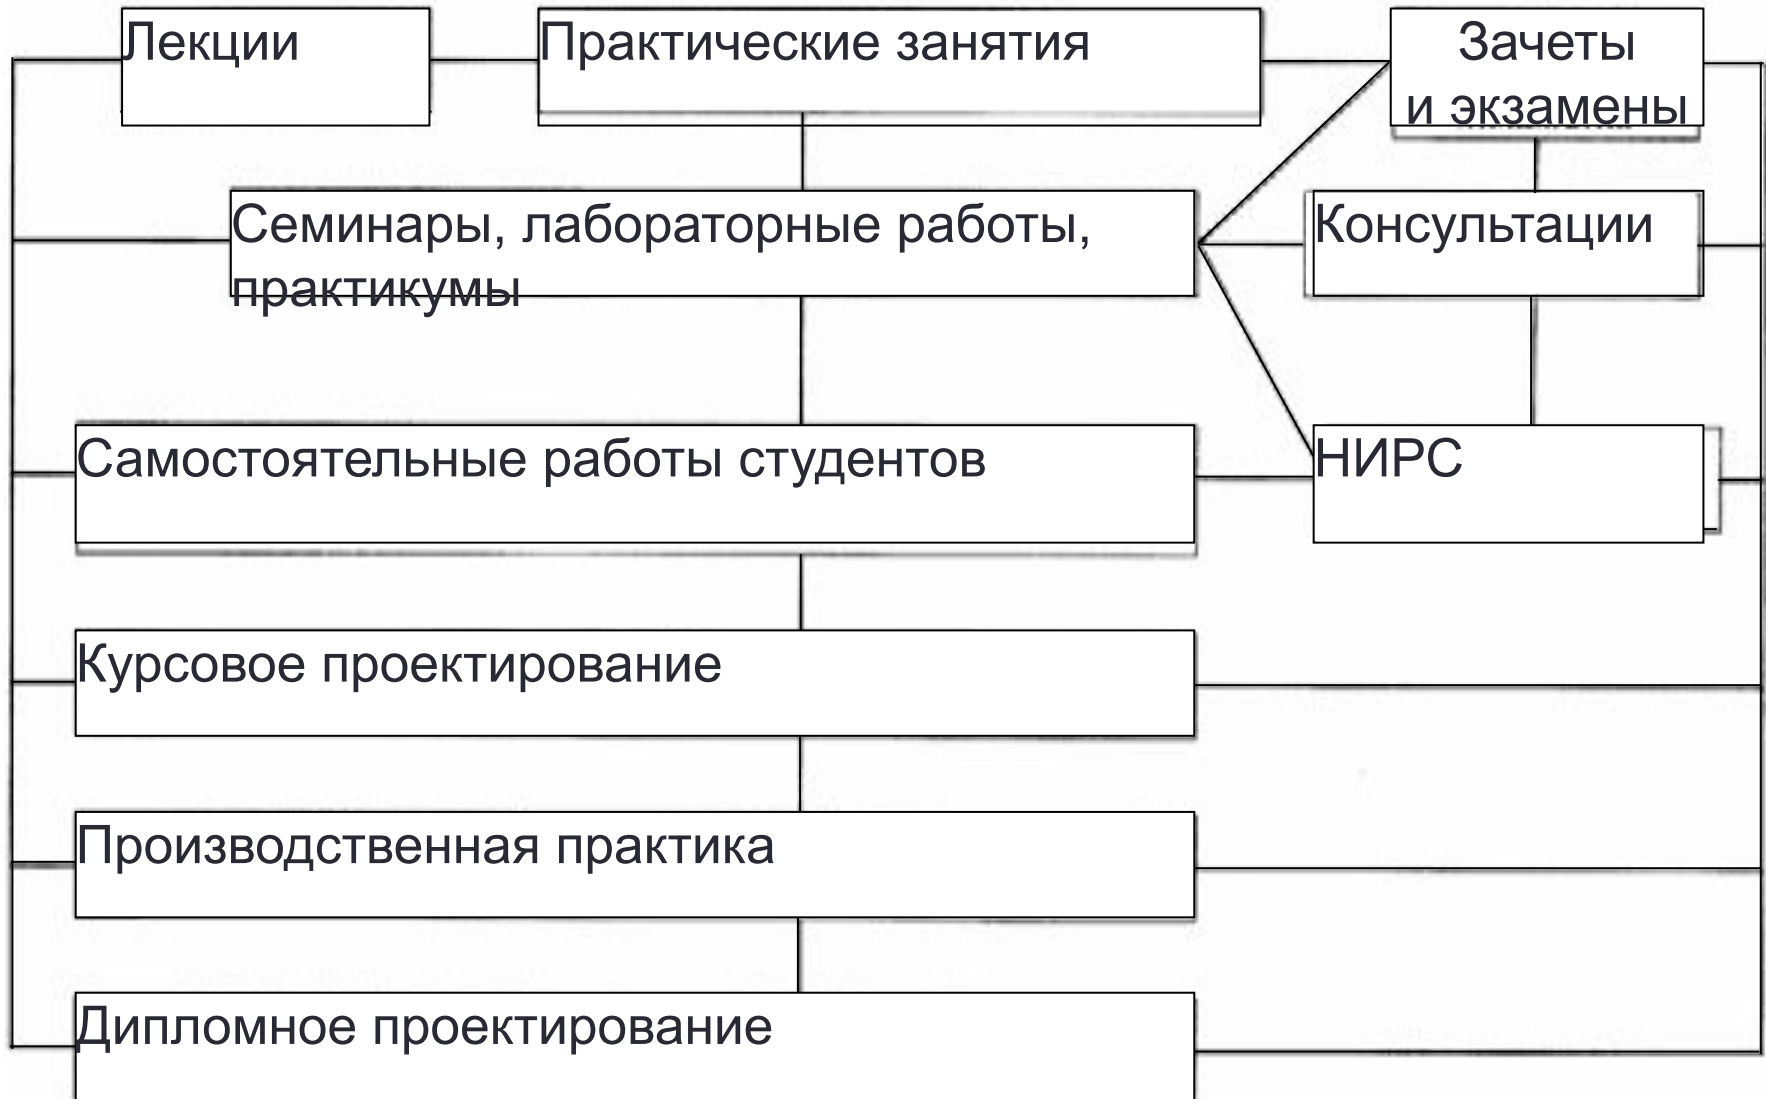 Лекции
Практические занятия
Зачеты
и экзамены
Семинары, лабораторные работы,
практикумы
Консультации
Самостоятельные работы студентов
НИРС
Курсовое проектирование
Производственная практика
Дипломное проектирование